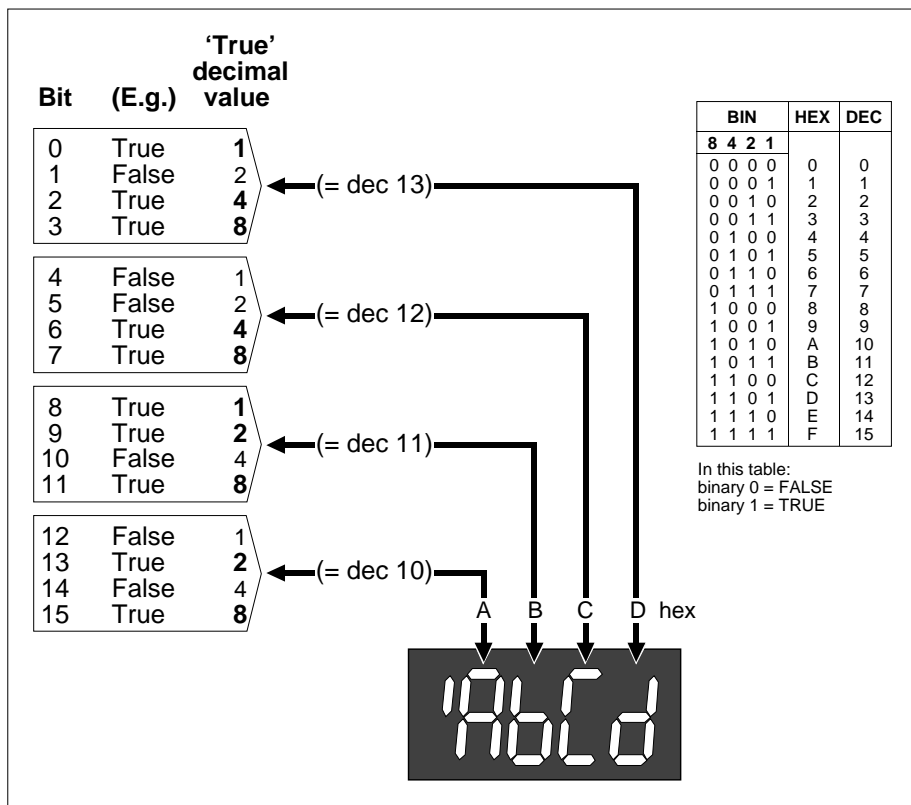 ‘True’
decimal
Bit (E.g.) value
0 True 1
1 False 2
2 True 4
3 True 8
(= dec 13)
4 False 1
5 False 2
6 True 4
7 True 8
(= dec 12)
8 True 1
9 True 2
10 False 4
11 True 8
(= dec 11)
12 False 1
13 True 2
14 False 4
15 True 8
(= dec 10)
A B C D hex
'AbCd
BIN HEX DEC
8 4 2 1
0 0 0 0 0 0
0 0 0 1 1 1
0 0 1 0 2 2
0 0 1 1 3 3
0 1 0 0 4 4
0 1 0 1 5 5
0 1 1 0 6 6
0 1 1 1 7 7
1 0 0 0 8 8
1 0 0 1 9 9
1 0 1 0 A 10
1 0 1 1 B 11
1 1 0 0 C 12
1 1 0 1 D 13
1 1 1 0 E 14
1 1 1 1 F 15
In this table:
binary 0 = FALSE
binary 1 = TRUE